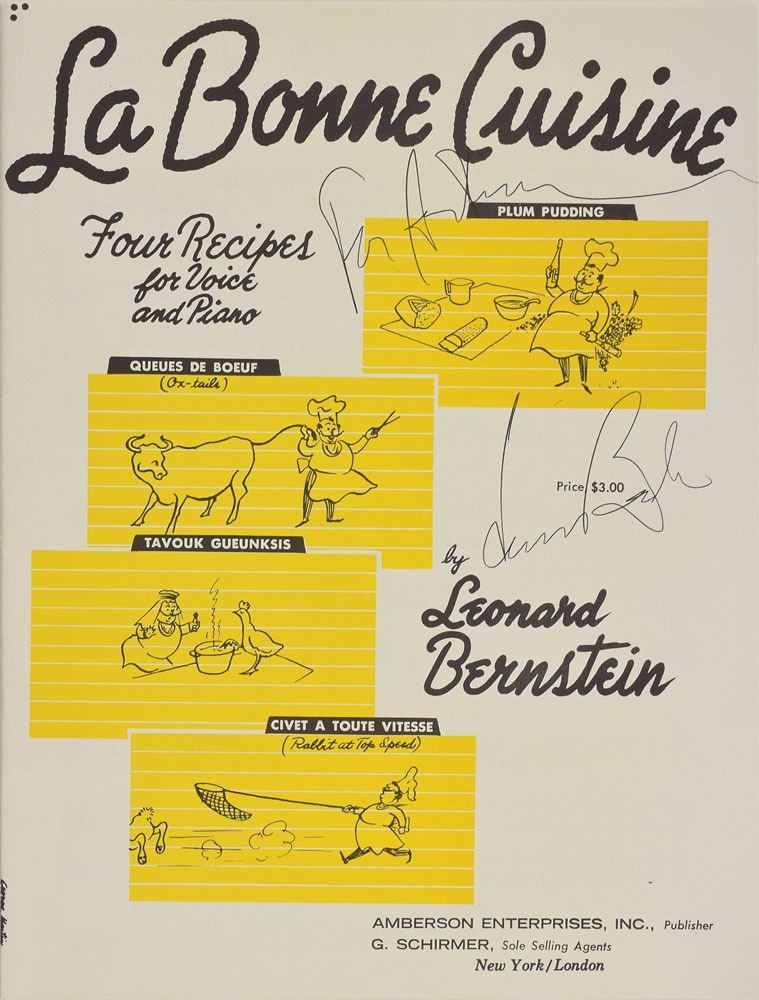 La Bonne Cuisine
Four Recipes
for Voice
and Piano
PLUM PUDDING
QUEUES DE BOEUF
(Ox-tails)
Price $3.00
TAVOUK GUEUNKSIS
by
Leonard
Bernstein
CIVET A TOUTE VITESSE
(Rabbit at Top Speed)
AMBERSON ENTERPRISES, INC., Publisher
G. SCHIRMER, Sole Selling Agents
New York/London